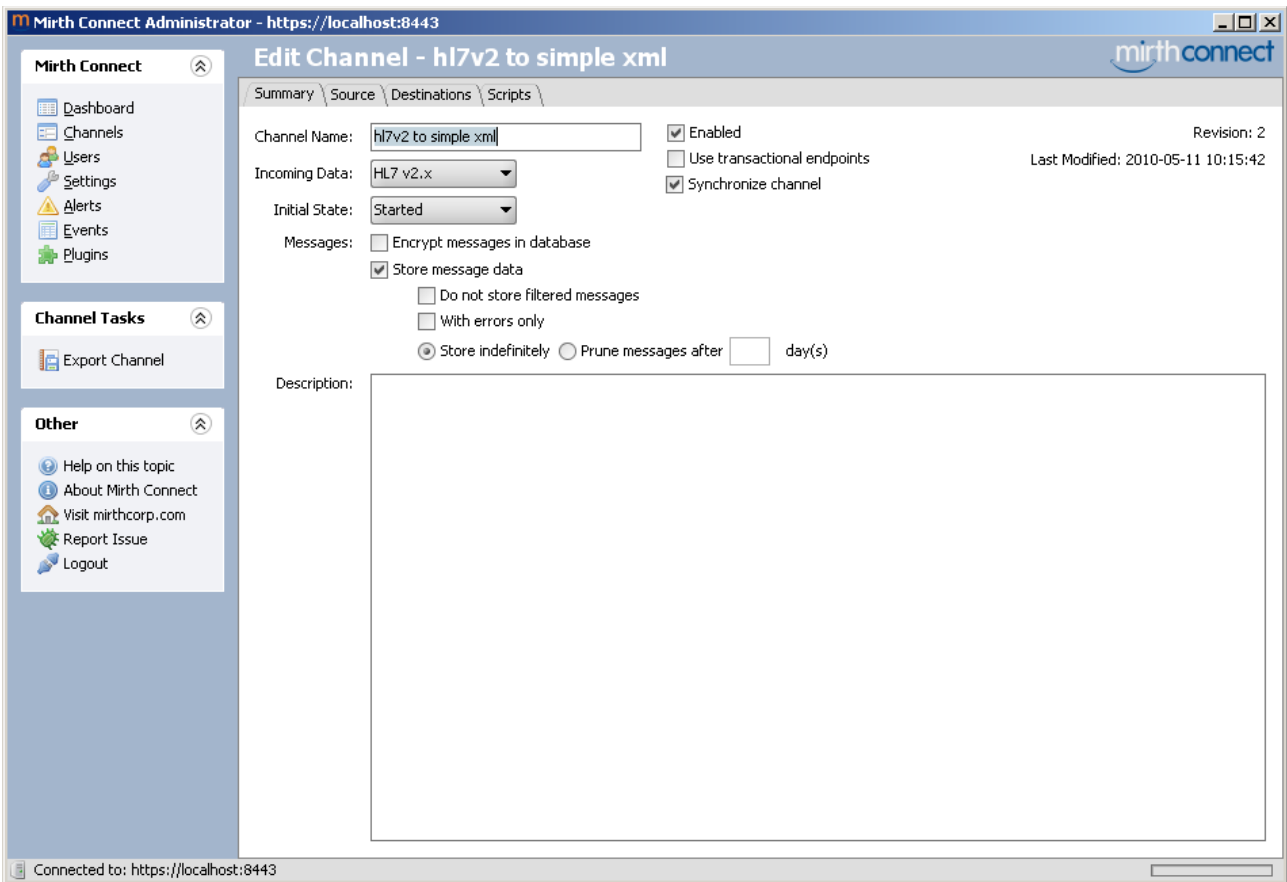 Mirth Connect Administrator - https://localhost:8443
Mirth Connect
Dashboard
Channels
Users
Settings
Alerts
Events
Plugins
Channel Tasks
Export Channel
Other
Help on this topic
About Mirth Connect
Visit mirthcorp.com
Report Issue
Logout
Edit Channel - hl7v2 to simple xml
mirthconnect
Summary Source Destinations Scripts
Channel Name: hl7v2 to simple xml Enabled Revision: 2
Use transactional endpoints Last Modified: 2010-05-11 10:15:42
Incoming Data: HL7 v2.x
Synchronize channel
Initial State: Started
Messages: Encrypt messages in database
Store message data
Do not store filtered messages
With errors only
Store indefinitely Prune messages after day(s)
Description:
Connected to: https://localhost:8443